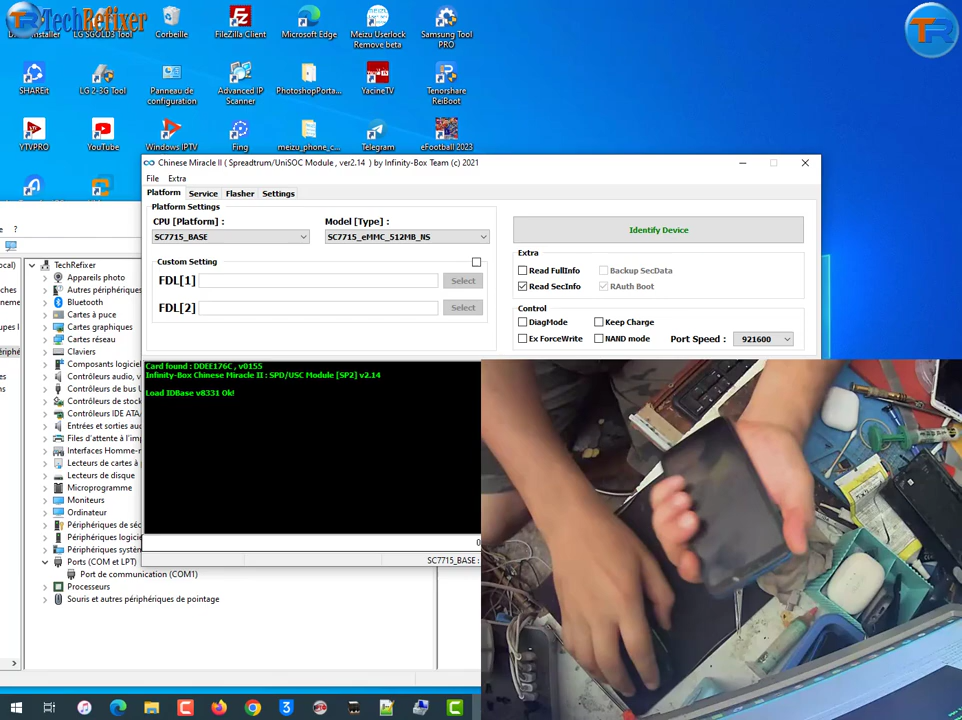 TR TechRefixer
LG SGOLD3 Tool
Corbeille
FileZilla Client
Microsoft Edge
Meizu Userlock
Remove beta
Samsung Tool
PRO
SHAREit
LG 2-3G Tool
Panneau de
configuration
Advanced IP
Scanner
PhotoshopPorta...
YacineTV
Tenorshare
ReiBoot
YTVPRO
YouTube
Windows IPTV
Fing
meizu_phone_c...
Telegram
eFootball 2023
TR
Chinese Miracle II ( Spreadtrum/UniSOC Module , ver2.14 ) by Infinity-Box Team (c) 2021
File Extra
Platform Service Flasher Settings
Platform Settings
CPU [Platform] :
Model [Type] :
SC7715_BASE
SC7715_eMMC_512MB_NS
Custom Setting
FDL[1]
Select
FDL[2]
Select
Identify Device
Extra
Read FullInfo
Backup SecData
Read SecInfo
RAuth Boot
Control
DiagMode
Keep Charge
Ex ForceWrite
NAND mode
Port Speed :
921600
Card found : DDEE176C , v0155
Infinity-Box Chinese Miracle II : SPD/USC Module [SP2] v2.14
Load IDBase v8331 Ok!
0
SC7715_BASE :
?
TechRefixer
Appareils photo
Autres périphériques
Bluetooth
Cartes à puce
Cartes graphiques
Cartes réseau
Claviers
Composants logiciel
Contrôleurs audio, v
Contrôleurs de bus
Contrôleurs de stoc
Contrôleurs IDE ATA/
Entrées et sorties au
Files d'attente à l'im
Interfaces Homme-
Lecteurs de cartes à
Lecteurs de disque
Microprogramme
Moniteurs
Ordinateur
Périphériques de séc
Périphériques logici
Périphériques systèm
Ports (COM et LPT)
Port de communication (COM1)
Processeurs
Souris et autres périphériques de pointage